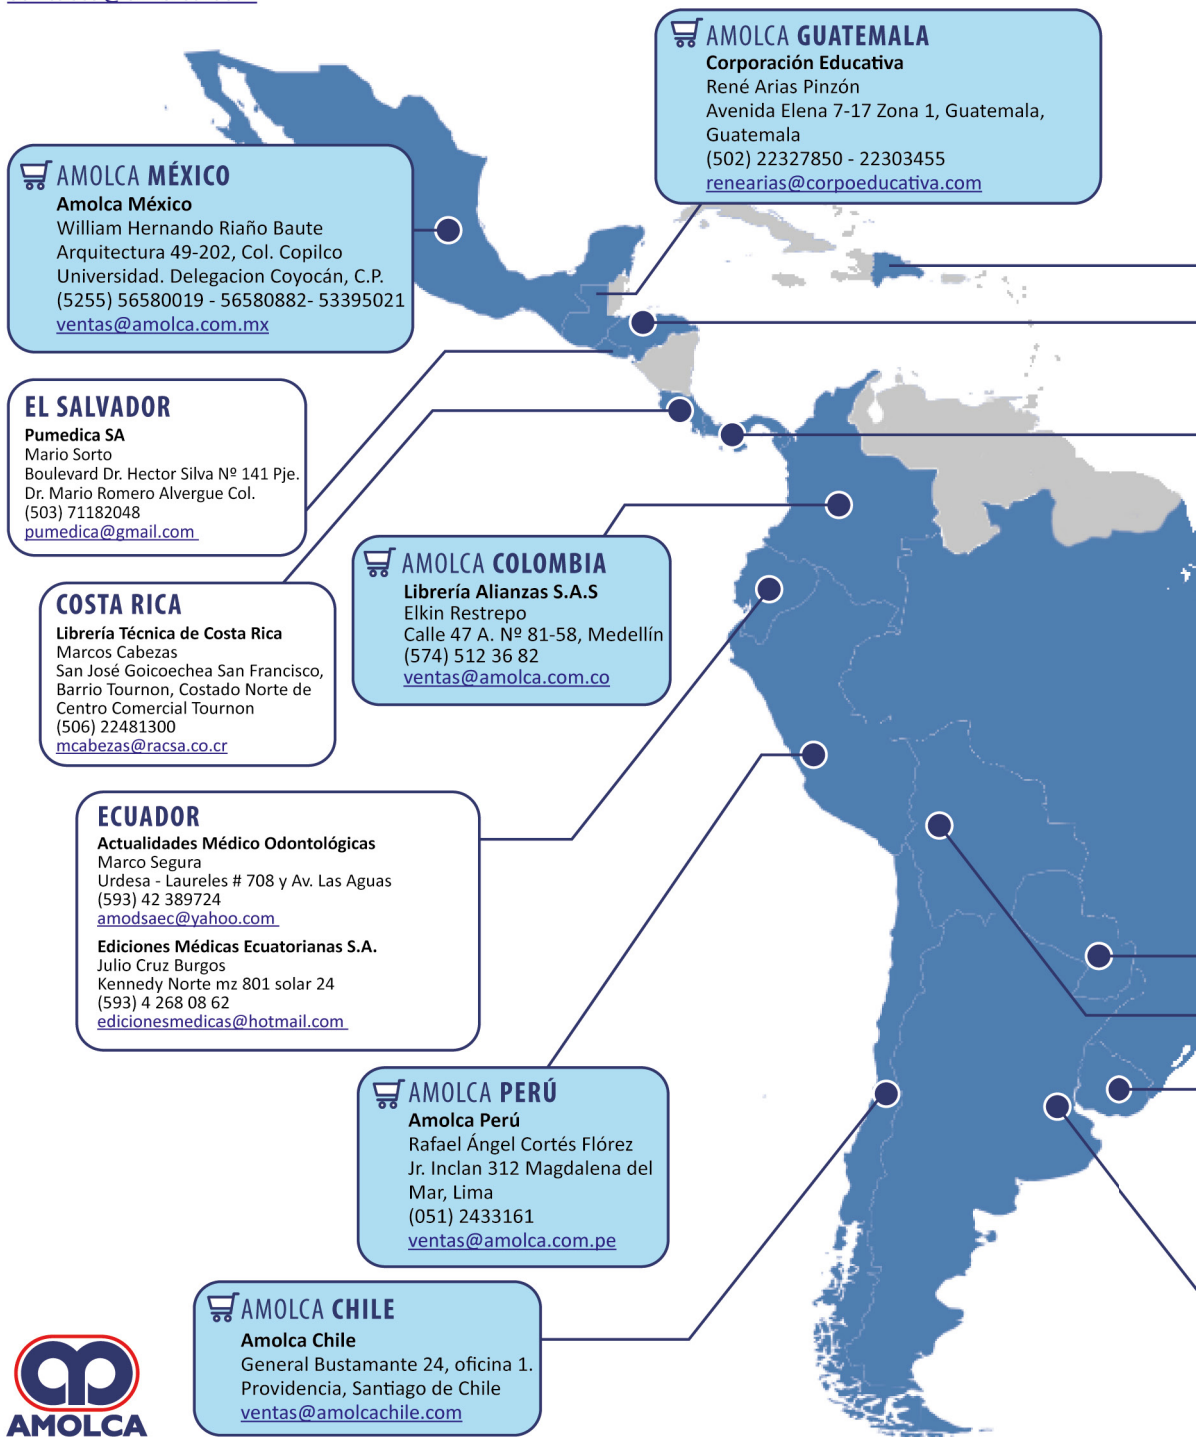 AMOLCA GUATEMALA
Corporación Educativa
René Arias Pinzón
Avenida Elena 7-17 Zona 1, Guatemala,
Guatemala
(502) 22327850 - 22303455
renearias@corpoeducativa.com
AMOLCA MÉXICO
Amolca México
William Hernando Riaño Baute
Arquitectura 49-202, Col. Copilco
Universidad. Delegacion Coyocán, C.P.
(5255) 56580019 - 56580882- 53395021
ventas@amolca.com.mx
EL SALVADOR
Pumedica SA
Mario Sorto
Boulevard Dr. Hector Silva Nº 141 Pje.
Dr. Mario Romero Alvergue Col.
(503) 71182048
pumedica@gmail.com
AMOLCA COLOMBIA
Librería Alianzas S.A.S
Elkin Restrepo
Calle 47 A. Nº 81-58, Medellín
(574) 512 36 82
ventas@amolca.com.co
COSTA RICA
Librería Técnica de Costa Rica
Marcos Cabezas
San José Goicoechea San Francisco,
Barrio Tournon, Costado Norte de
Centro Comercial Tournon
(506) 22481300
mcabezas@racsa.co.cr
ECUADOR
Actualidades Médico Odontológicas
Marco Segura
Urdesa - Laureles # 708 y Av. Las Aguas
(593) 42 389724
amodsaec@yahoo.com
Ediciones Médicas Ecuatorianas S.A.
Julio Cruz Burgos
Kennedy Norte mz 801 solar 24
(593) 4 268 08 62
edicionesmedicas@hotmail.com
AMOLCA PERÚ
Amolca Perú
Rafael Ángel Cortés Flórez
Jr. Inclan 312 Magdalena del
Mar, Lima
(051) 2433161
ventas@amolca.com.pe
AMOLCA CHILE
Amolca Chile
General Bustamante 24, oficina 1.
Providencia, Santiago de Chile
ventas@amolcachile.com
AMOLCA